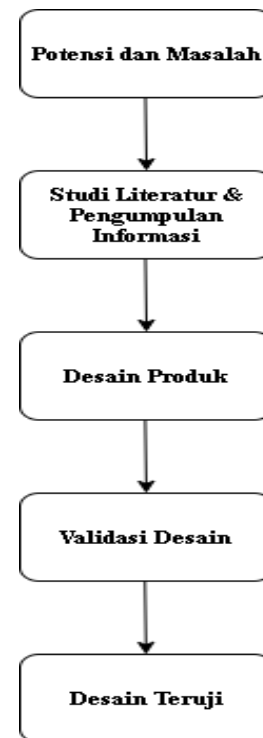 Potensi dan Masalah
Studi Literatur &
Pengumpulan
Informasi
Desain Produk
Validasi Desain
Desain Teruji